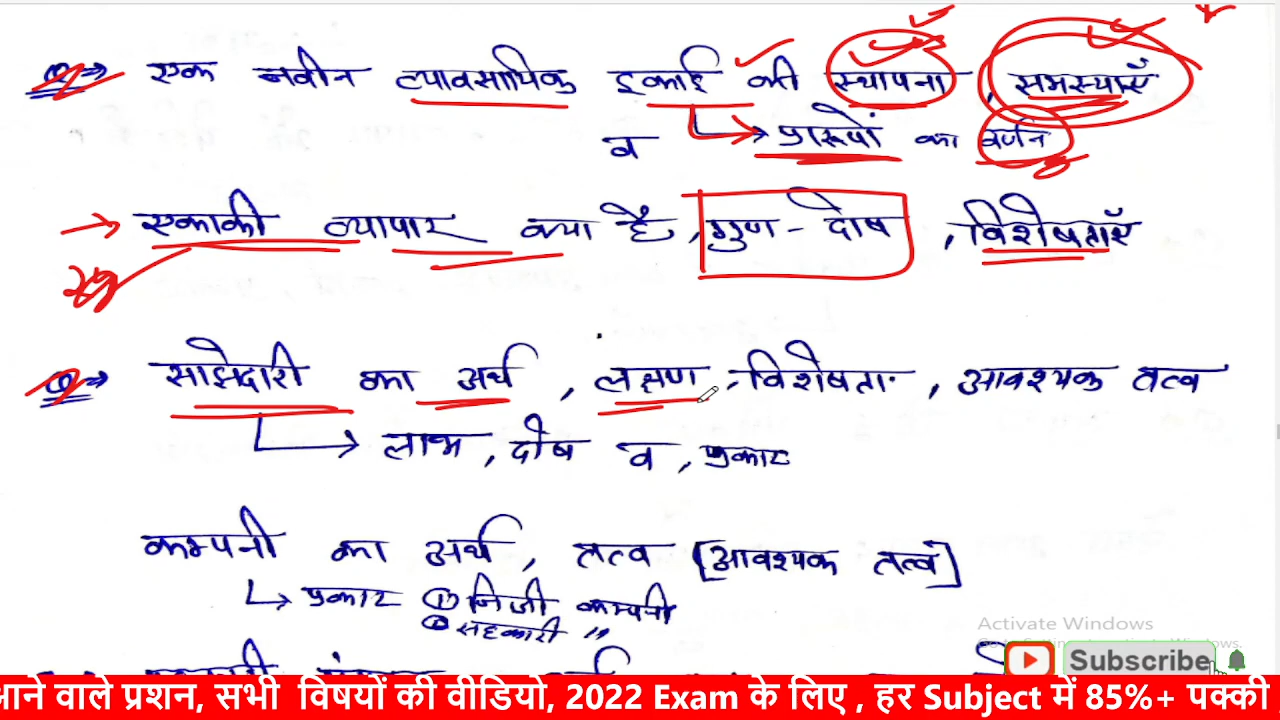 Q⇒ एक नवीन व्यावसायिक इकाई की स्थापना, समस्याएँ
व → प्रारूपों का वर्णन
→ एकाकी व्यापार क्या है, गुण - दोष, विशेषताएँ
Q⇒ साझेदारी का अर्थ, लक्षण, विशेषता, आवश्यक तत्व
→ लाभ, दोष व, प्रकार
कम्पनी का अर्थ, तत्व [आवश्यक तत्व]
→ प्रकार ① निजी कम्पनी
② सहकारी "
Activate Windows
Subscribe
आने वाले प्रशन, सभी विषयों की वीडियो, 2022 Exam के लिए , हर Subject में 85%+ पक्की